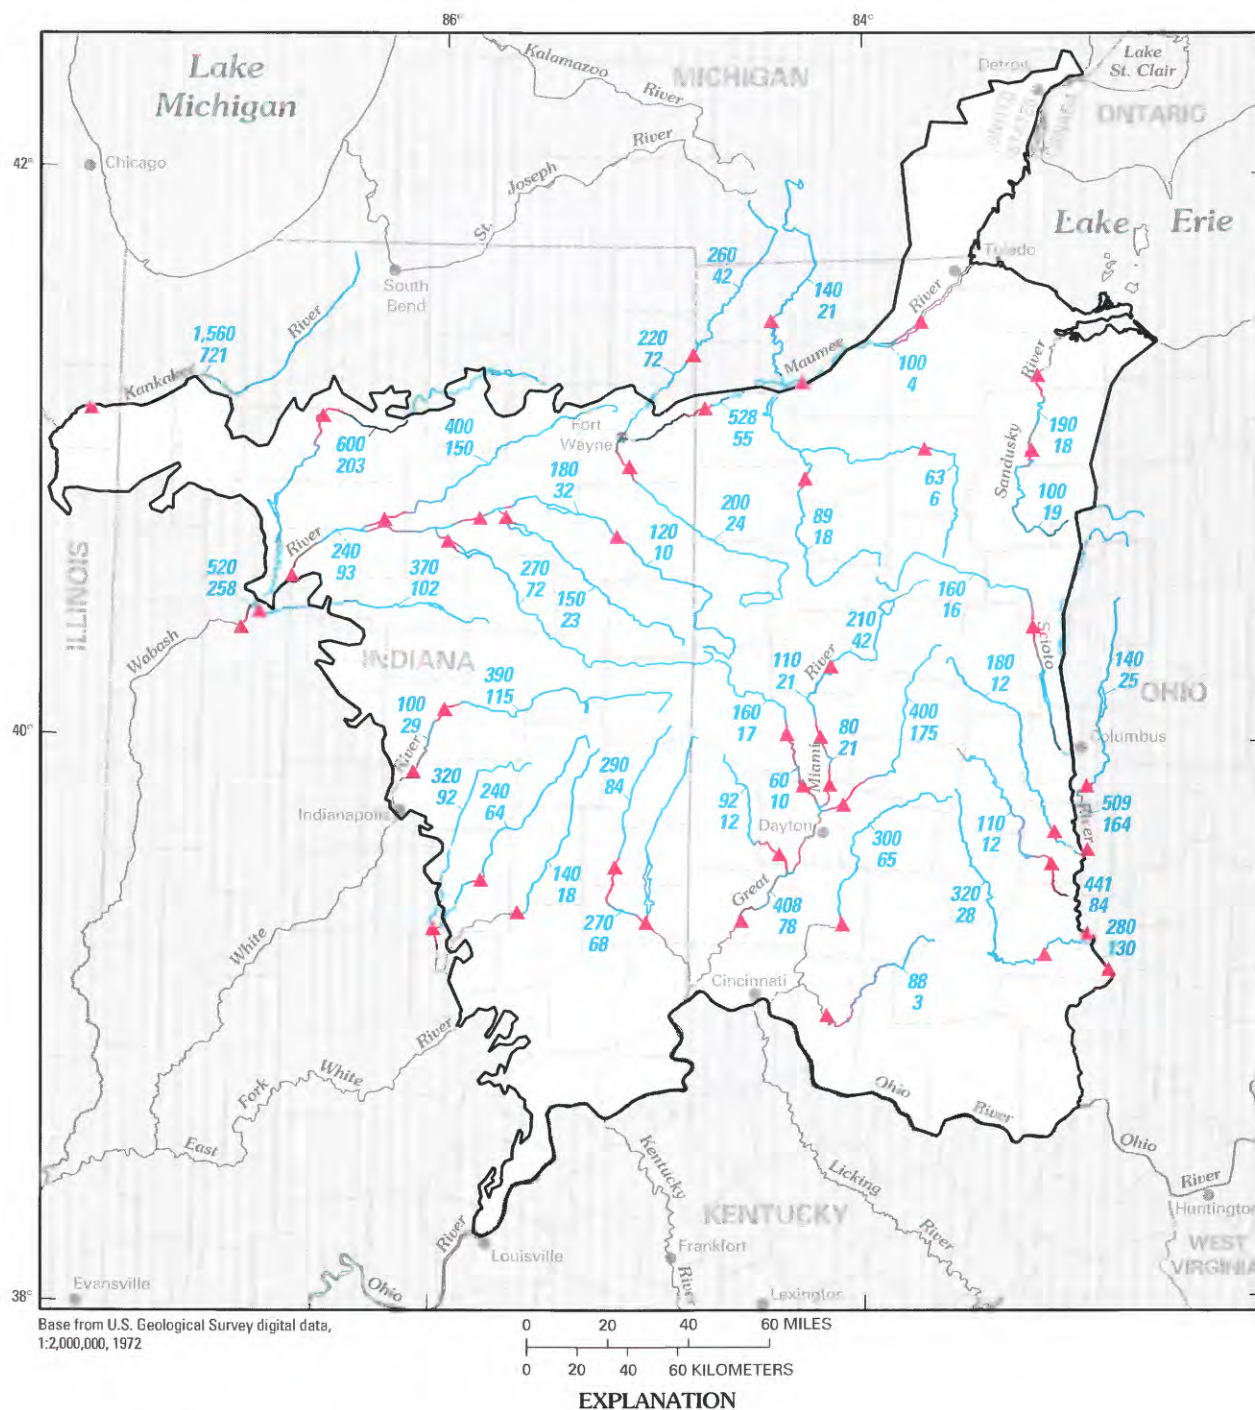 86°
84°
Lake
Michigan
Kalamazoo
River
MICHIGAN
Detroit
Lake
St. Clair
UNITED
STATES
CANADA
ONTARIO
42°
Chicago
St. Joseph River
Lake Erie
Toledo
South
Bend
260
42
140
21
River
1,560
721
Kankakee
River
220
72
Maumee
100
4
River
190
18
Fort
Wayne
528
55
400
150
600
203
180
32
63
6
Sandusky
100
19
200
24
89
18
120
10
River
240
93
370
102
270
72
150
23
520
258
160
16
210
42
Scioto
ILLINOIS
Wabash
INDIANA
110
21
River
180
12
140
25
OHIO
390
115
100
29
160
17
80
21
400
175
40°
Columbus
River
320
92
240
64
290
84
60
10
Miami
92
12
Dayton
509
164
River
Indianapolis
300
65
110
12
140
18
Great
408
78
320
28
441
84
270
68
280
130
White
Cincinnati
88
3
River
White
Fork
East
Ohio
River
Ohio
River
Kentucky
River
Licking
River
KENTUCKY
Huntington
River
Louisville
Frankfort
WEST
VIRGINIA
Evansville
Ohio
Lexington
38°
Base from U.S. Geological Survey digital data,
1:2,000,000, 1972
0 20 40 60 MILES
0 20 40 60 KILOMETERS
EXPLANATION